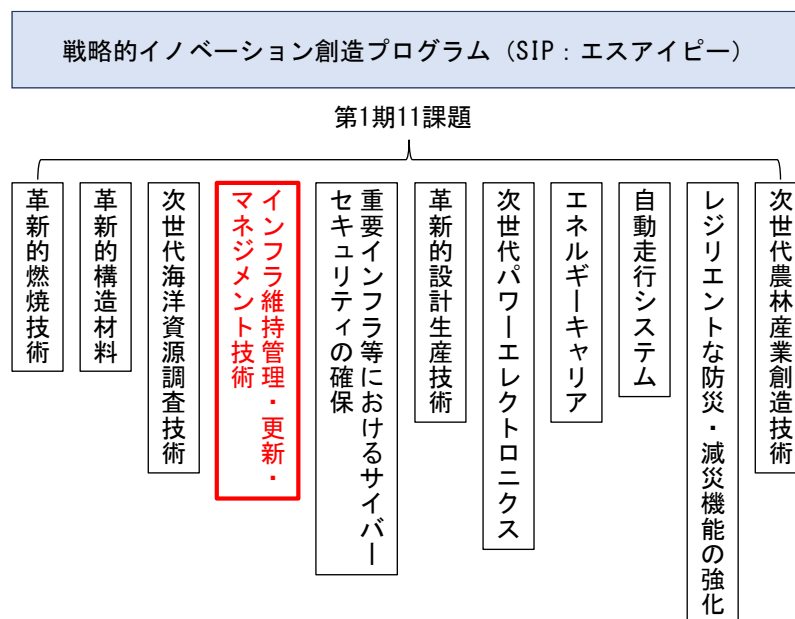 戦略的イノベーション創造プログラム（SIP：エスアイピー）
第1期11課題
革新的燃焼技術
革新的構造材料
次世代海洋資源調査技術
インフラ維持管理・更新・
マネジメント技術
重要インフラ等におけるサイバー
セキュリティの確保
革新的設計生産技術
次世代パワーエレクトロニクス
エネルギーキャリア
自動走行システム
レジリエントな防災・減災機能の強化
次世代農林産業創造技術